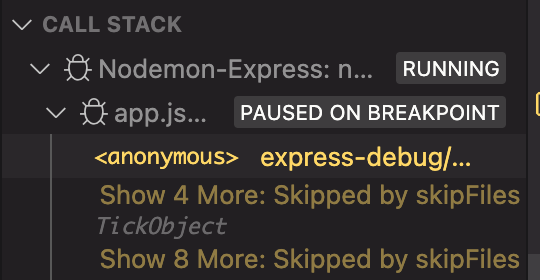 CALL STACK
Nodemon-Express: n... RUNNING
app.js... PAUSED ON BREAKPOINT
<anonymous> express-debug/...
Show 4 More: Skipped by skipFiles
TickObject
Show 8 More: Skipped by skipFiles